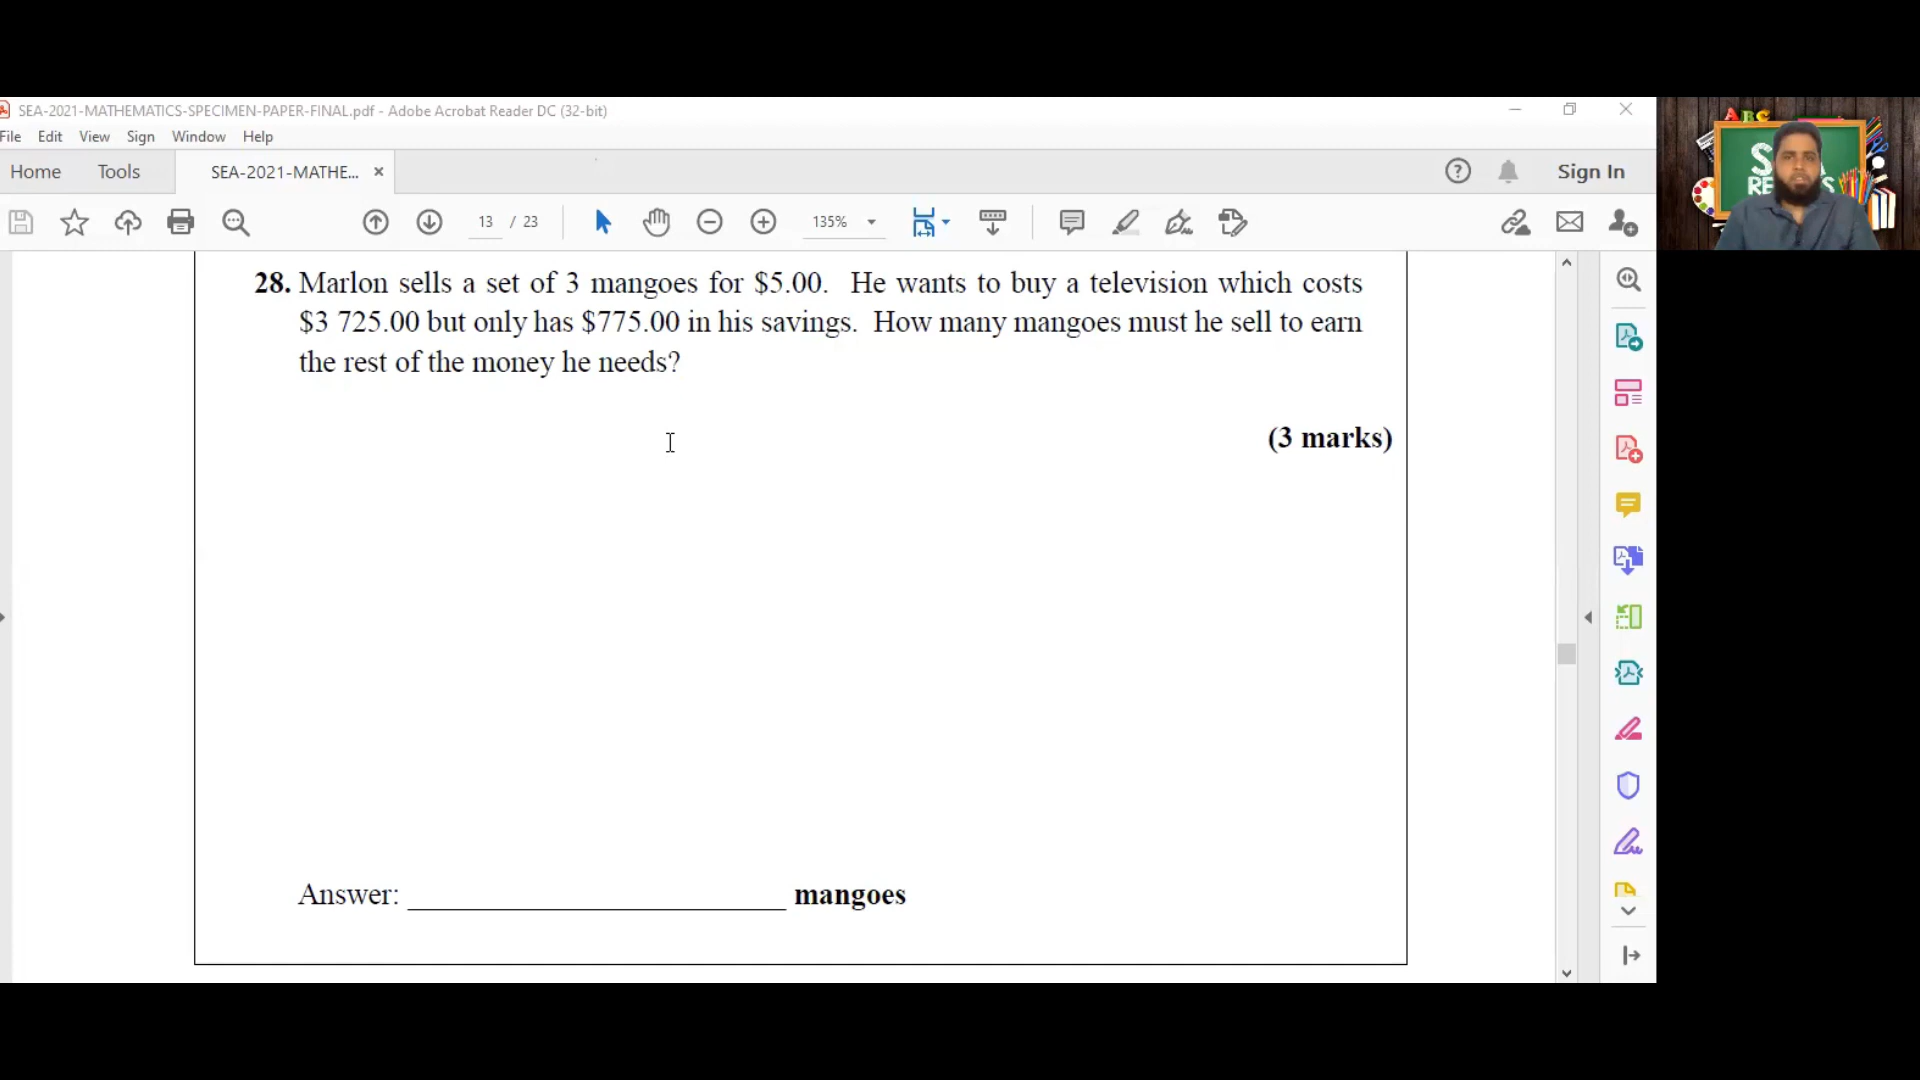 SEA-2021-MATHEMATICS-SPECIMEN-PAPER-FINAL.pdf - Adobe Acrobat Reader DC (32-bit)
File Edit View Sign Window Help
Home Tools SEA-2021-MATHE... × Sign In
13 / 23 135%
28. Marlon sells a set of 3 mangoes for $5.00. He wants to buy a television which costs
$3 725.00 but only has $775.00 in his savings. How many mangoes must he sell to earn
the rest of the money he needs?
(3 marks)
Answer: ____________________ mangoes
ABC